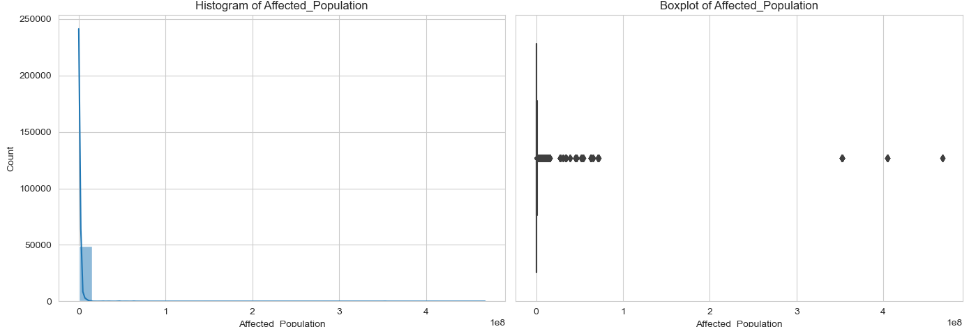 Histogram of Affected_Population
Boxplot of Affected_Population
250000
200000
150000
100000
50000
0
Count
0 1 2 3 4
1e8
Affected_Population
0 1 2 3 4
1e8
Affected_Population